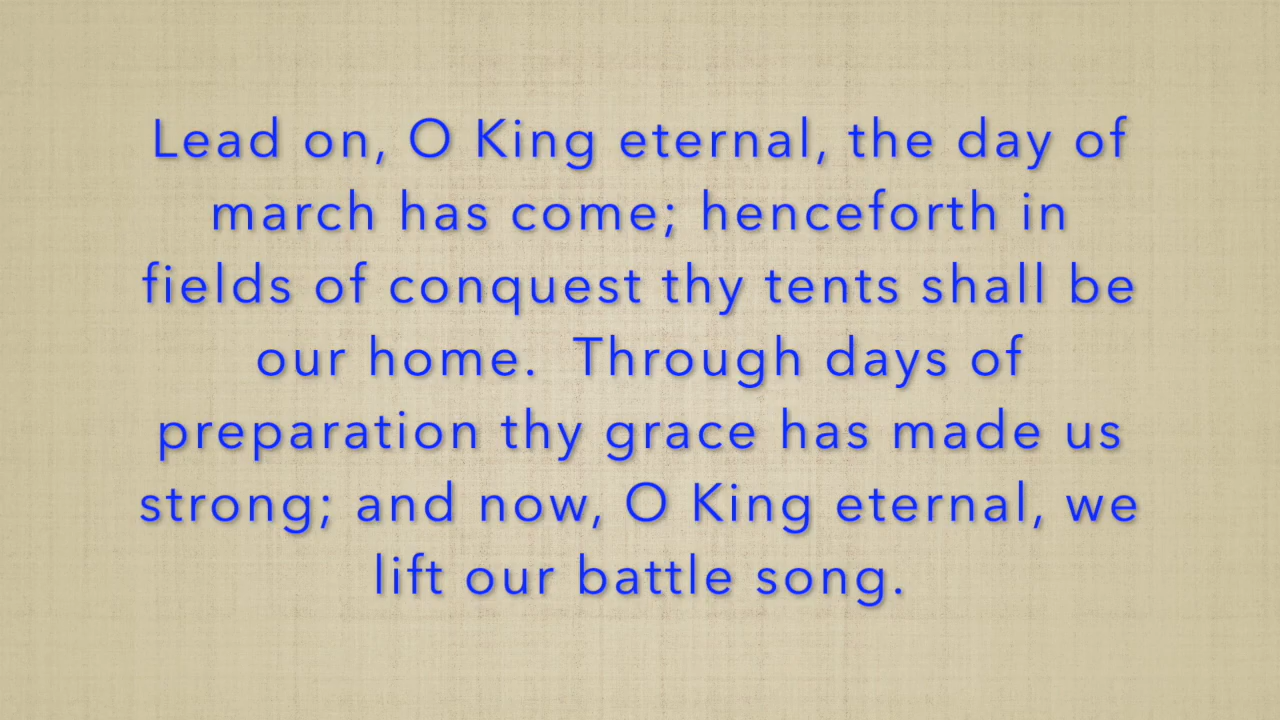 Lead on, O King eternal, the day of
march has come; henceforth in
fields of conquest thy tents shall be
our home.  Through days of
preparation thy grace has made us
strong; and now, O King eternal, we
lift our battle song.